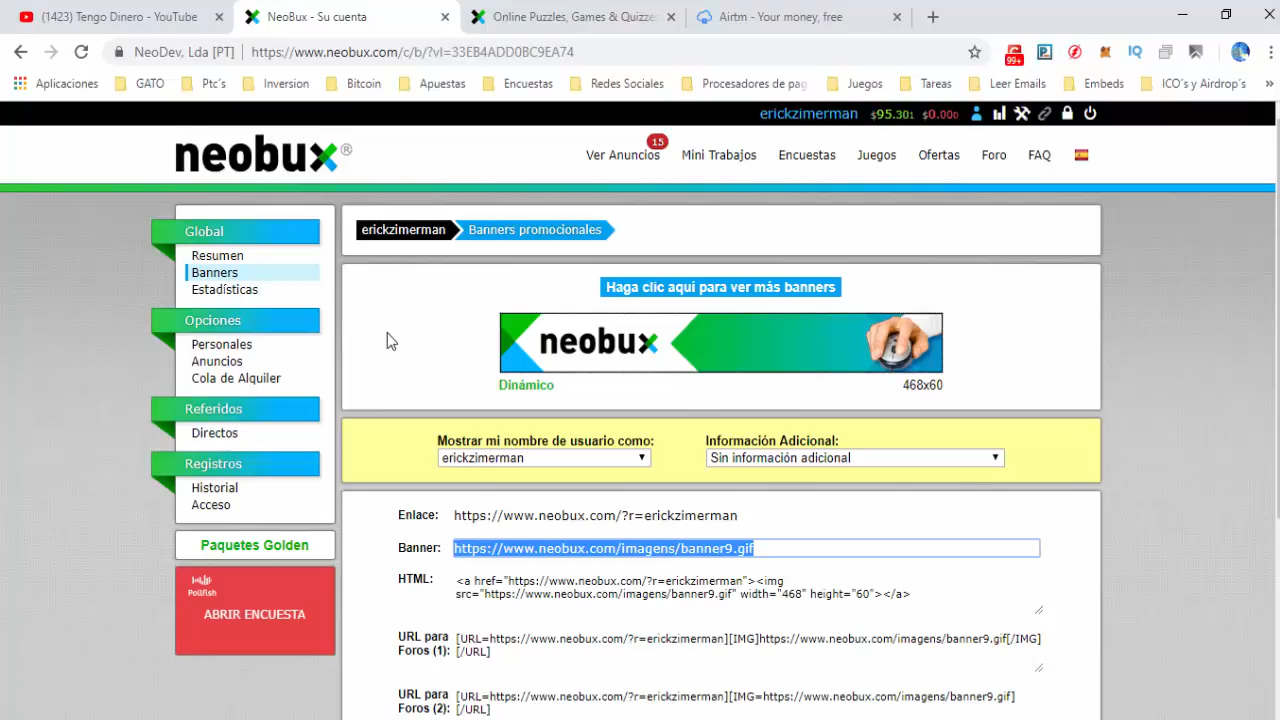 (1423) Tengo Dinero - YouTube
NeoBux - Su cuenta
Online Puzzles, Games & Quizze
Airtm - Your money, free
NeoDev, Lda [PT] https://www.neobux.com/c/b/?vl=33EB4ADD0BC9EA74
99+
IQ
Aplicaciones GATO Ptc´s Inversion Bitcoin Apuestas Encuestas Redes Sociales Procesadores de pag Juegos Tareas Leer Emails Embeds ICO´s y Airdrop´s »
erickzimerman $95.301 $0.000
neobux®
15
Ver Anuncios Mini Trabajos Encuestas Juegos Ofertas Foro FAQ
Global
Resumen
Banners
Estadísticas
Opciones
Personales
Anuncios
Cola de Alquiler
Referidos
Directos
Registros
Historial
Acceso
Paquetes Golden
Pollfish
ABRIR ENCUESTA
erickzimerman Banners promocionales
Haga clic aquí para ver más banners
neobux
Dinámico 468x60
Mostrar mi nombre de usuario como: Información Adicional:
erickzimerman Sin información adicional
Enlace: https://www.neobux.com/?r=erickzimerman
Banner: https://www.neobux.com/imagens/banner9.gif
HTML: <a href="https://www.neobux.com/?r=erickzimerman"><img
src="https://www.neobux.com/imagens/banner9.gif" width="468" height="60"></a>
URL para [URL=https://www.neobux.com/?r=erickzimerman][IMG]https://www.neobux.com/imagens/banner9.gif[/IMG]
Foros (1): [/URL]
URL para [URL=https://www.neobux.com/?r=erickzimerman][IMG=https://www.neobux.com/imagens/banner9.gif]
Foros (2): [/URL]